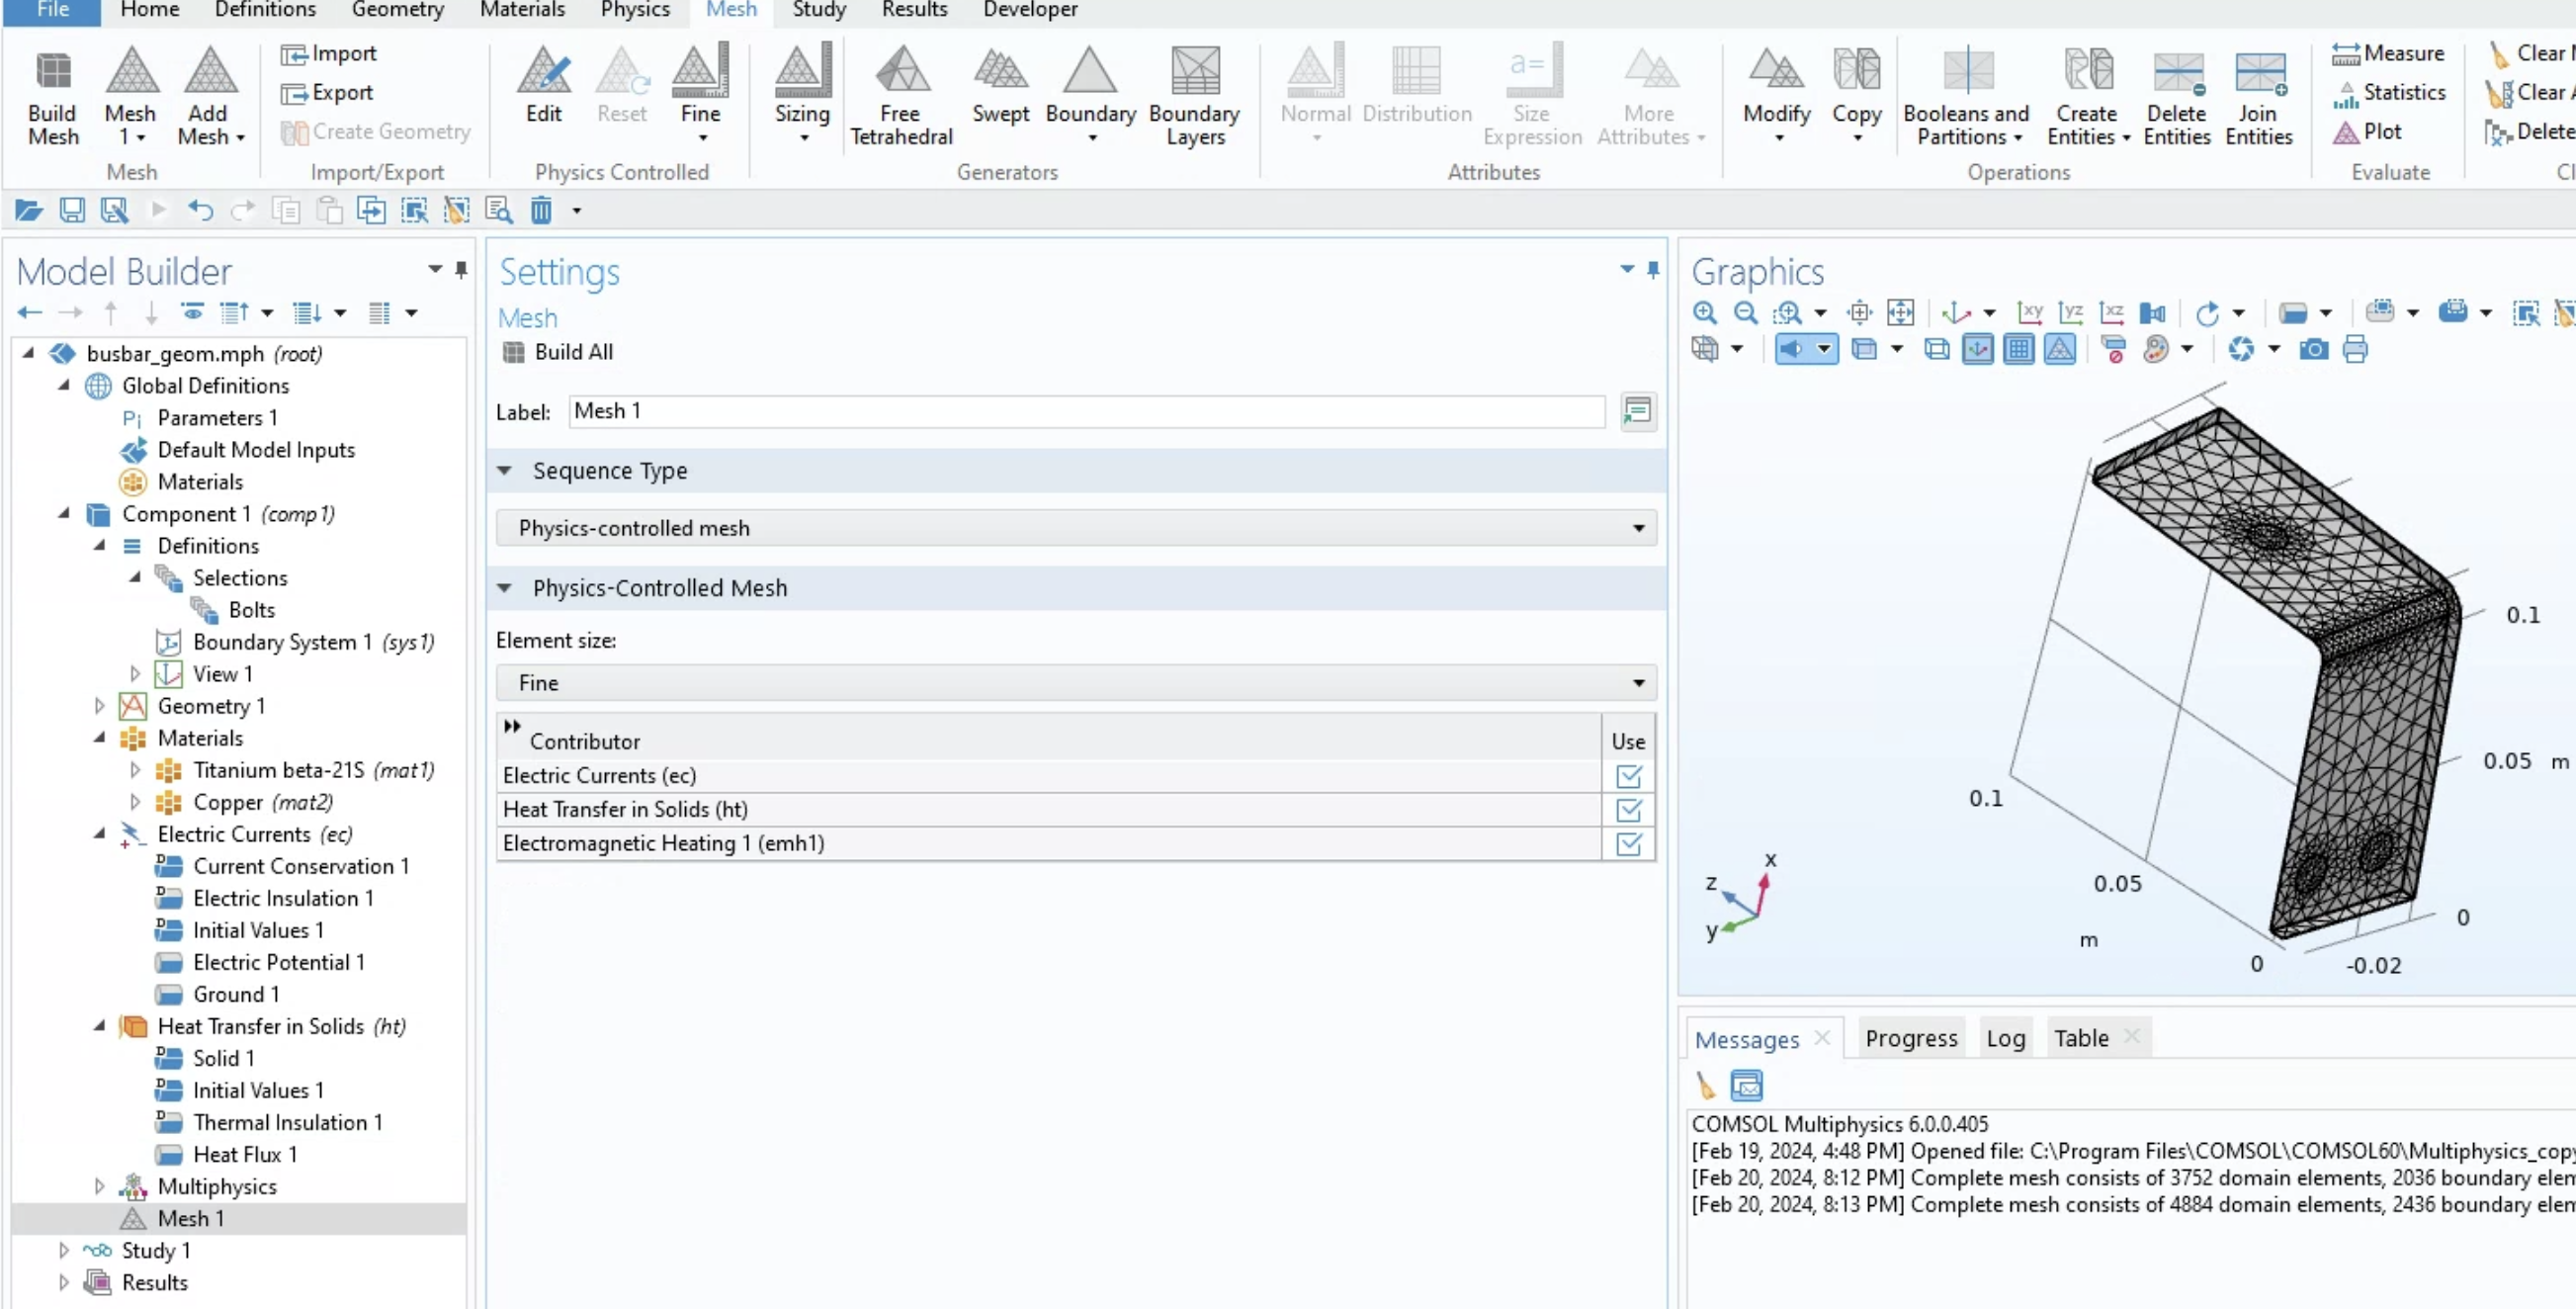 File Home Definitions Geometry Materials Physics Mesh Study Results Developer
Build Mesh
Mesh 1
Add Mesh
Import
Export
Create Geometry
Edit
Reset
Fine
Sizing
Free Tetrahedral
Swept
Boundary
Boundary Layers
Normal
Distribution
Size Expression
More Attributes
Modify
Copy
Booleans and Partitions
Create Entities
Delete Entities
Join Entities
Measure
Statistics
Plot
Clear
Clear
Delete
Mesh Import/Export Physics Controlled Generators Attributes Operations Evaluate
Model Builder
busbar_geom.mph (root)
Global Definitions
Pi Parameters 1
Default Model Inputs
Materials
Component 1 (comp1)
Definitions
Selections
Bolts
Boundary System 1 (sys1)
View 1
Geometry 1
Materials
Titanium beta-21S (mat1)
Copper (mat2)
Electric Currents (ec)
D Current Conservation 1
D Electric Insulation 1
D Initial Values 1
Electric Potential 1
Ground 1
Heat Transfer in Solids (ht)
D Solid 1
D Initial Values 1
D Thermal Insulation 1
Heat Flux 1
Multiphysics
Mesh 1
Study 1
Results
Settings
Mesh
Build All
Label: Mesh 1
Sequence Type
Physics-controlled mesh
Physics-Controlled Mesh
Element size:
Fine
Contributor Use
Electric Currents (ec)
Heat Transfer in Solids (ht)
Electromagnetic Heating 1 (emh1)
Graphics
xy yz xz
0.1
0.05 m
0
0.1
0.05
m
0
-0.02
x
z
y
Messages Progress Log Table
COMSOL Multiphysics 6.0.0.405
[Feb 19, 2024, 4:48 PM] Opened file: C:\Program Files\COMSOL\COMSOL60\Multiphysics_copy
[Feb 20, 2024, 8:12 PM] Complete mesh consists of 3752 domain elements, 2036 boundary elem
[Feb 20, 2024, 8:13 PM] Complete mesh consists of 4884 domain elements, 2436 boundary elem